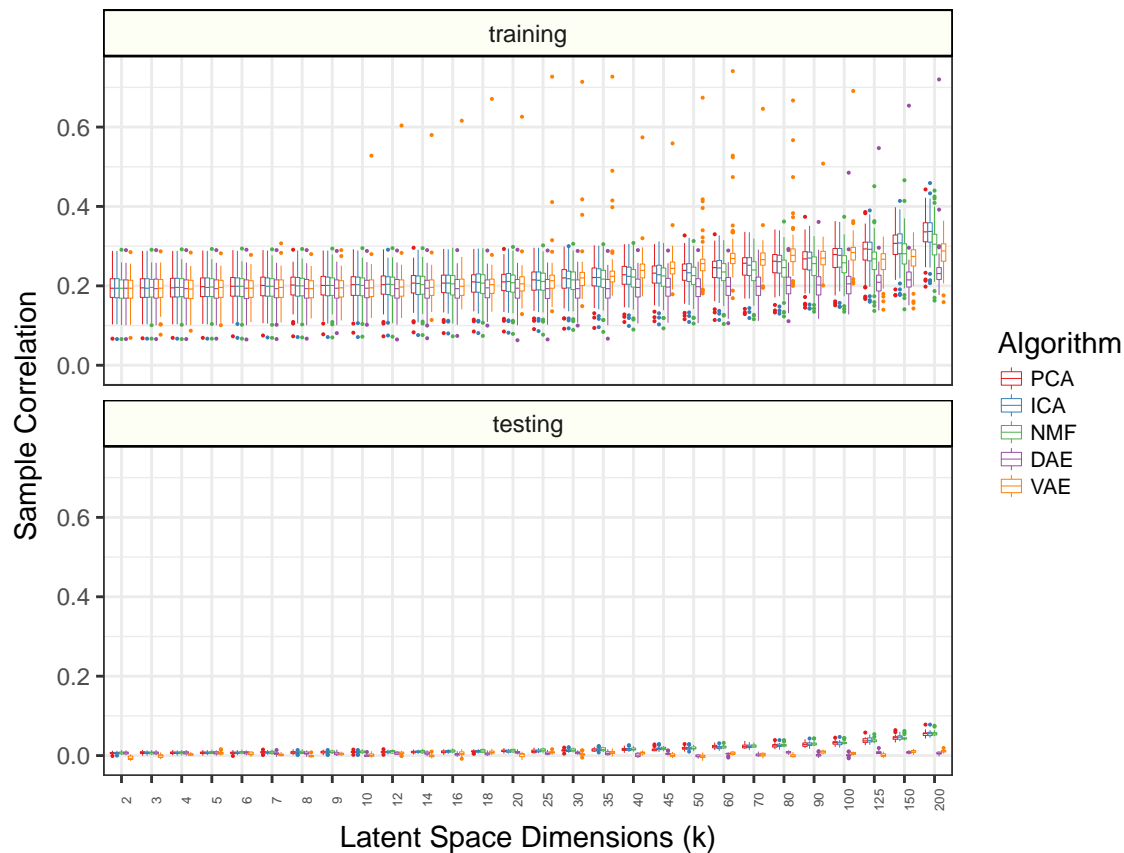 training
0.6
0.4
0.2
0.0
testing
0.6
0.4
0.2
0.0
Sample Correlation
2 3 4 5 6 7 8 9 10 12 14 16 18 20 25 30 35 40 45 50 60 70 80 90 100 125 150 200
Latent Space Dimensions (k)
Algorithm
PCA
ICA
NMF
DAE
VAE